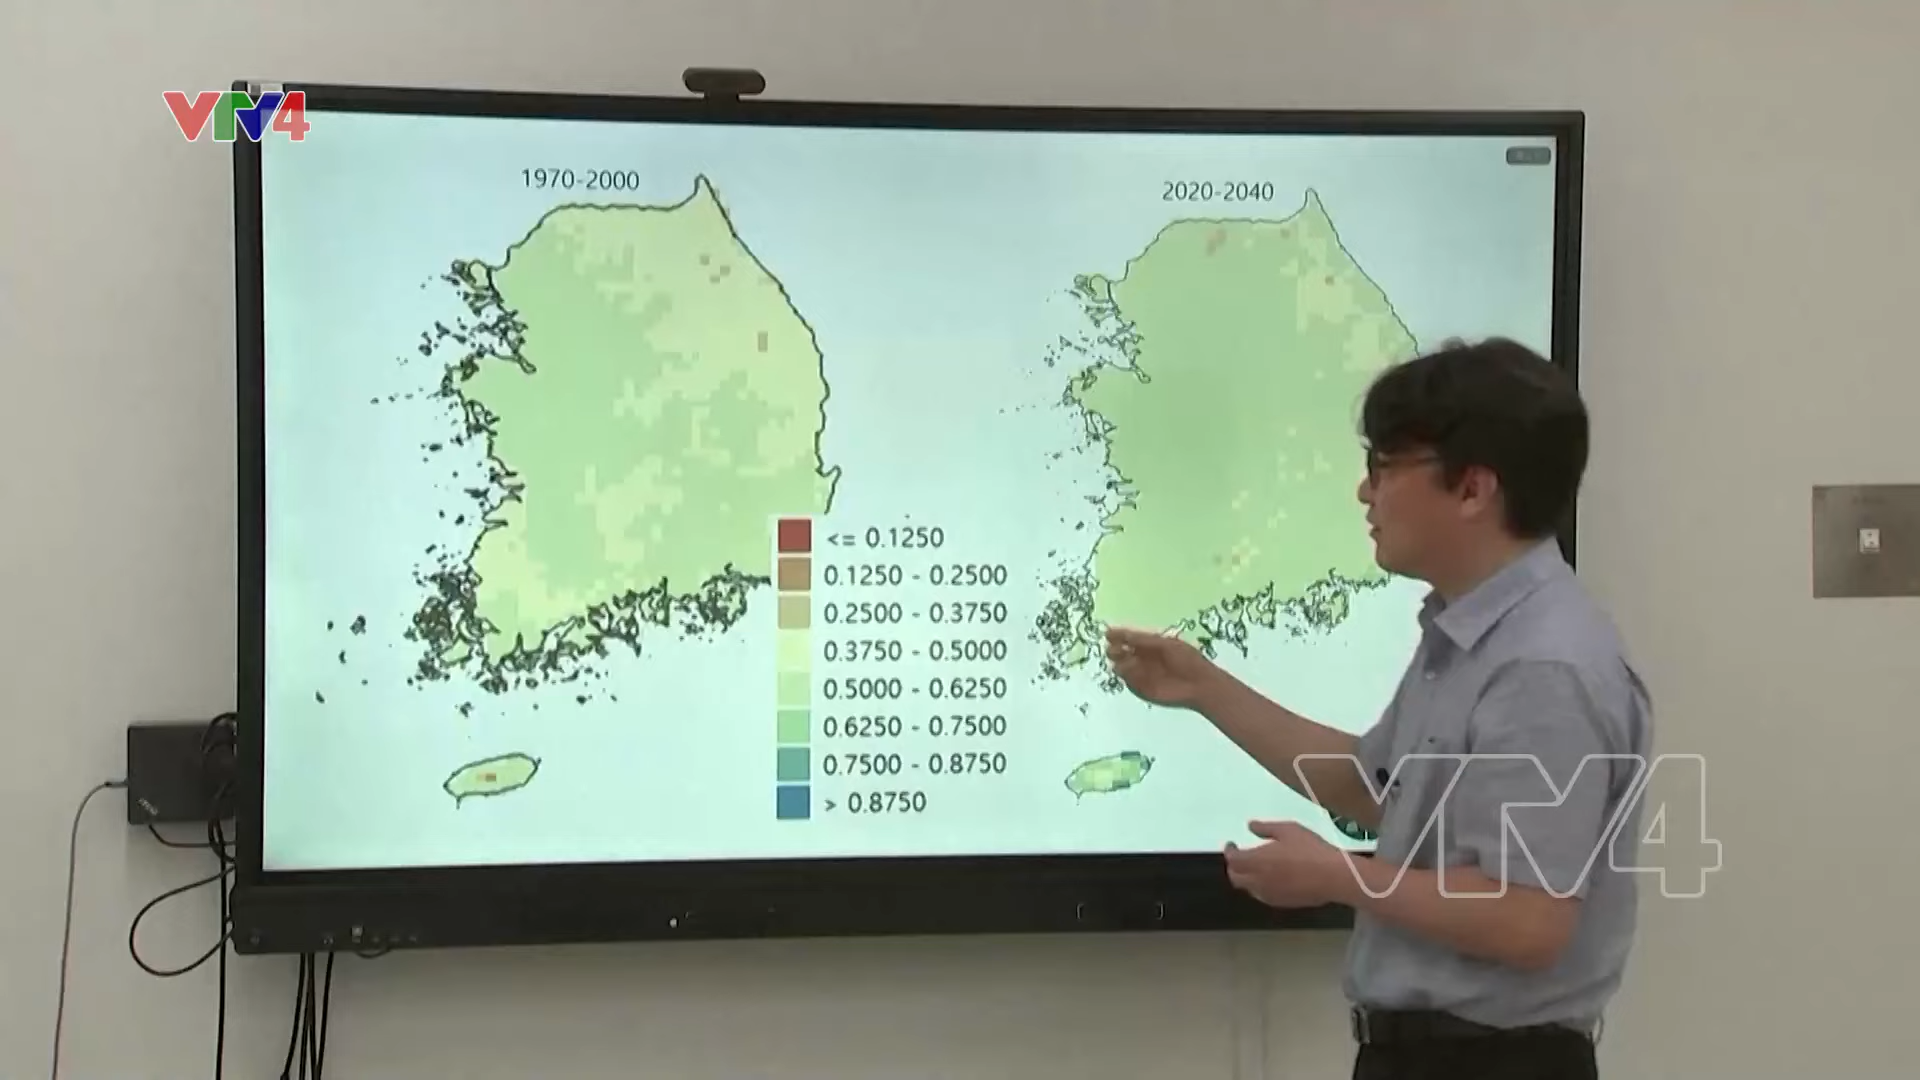 VTV4
1970-2000
2020-2040
<= 0.1250
0.1250 - 0.2500
0.2500 - 0.3750
0.3750 - 0.5000
0.5000 - 0.6250
0.6250 - 0.7500
0.7500 - 0.8750
> 0.8750
VTV4